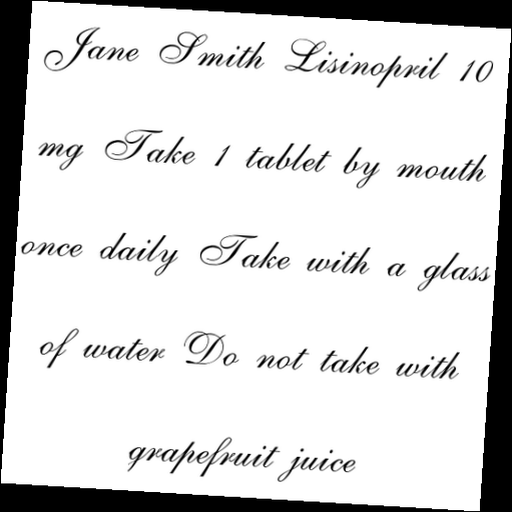 Jane Smith Lisinopril 10
mg Take 1 tablet by mouth
once daily Take with a glass
of water Do not take with
grapefruit juice